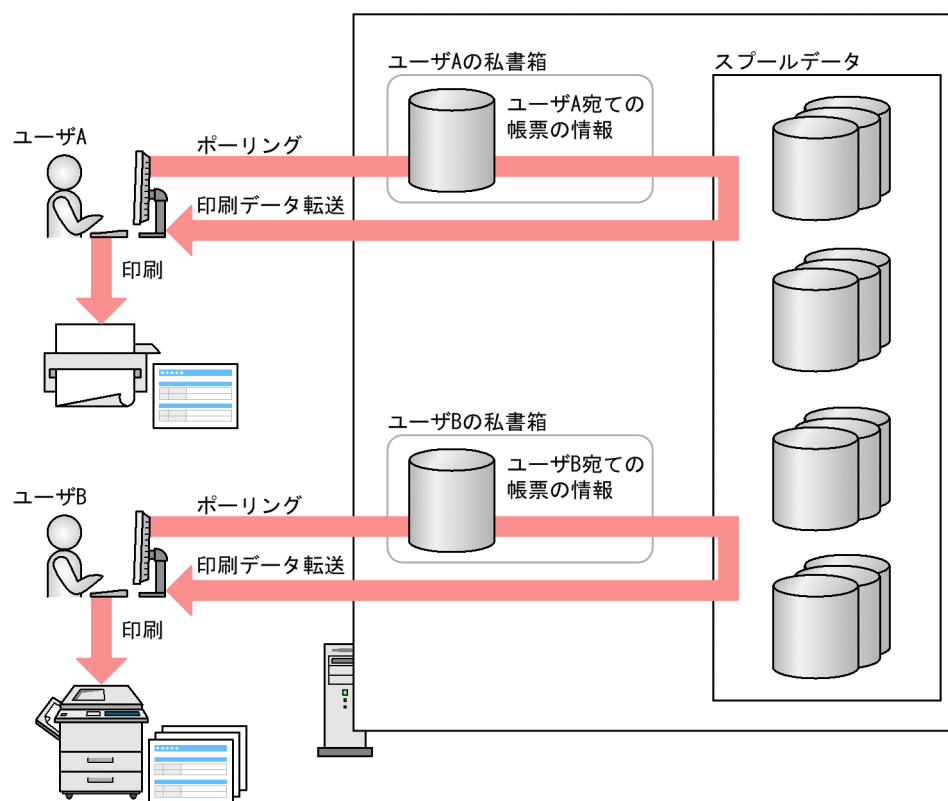 ユーザAの私書箱
スプールデータ
ユーザA宛ての
帳票の情報
ユーザA
ポーリング
印刷データ転送
印刷
ユーザBの私書箱
ユーザB宛ての
帳票の情報
ユーザB
ポーリング
印刷データ転送
印刷